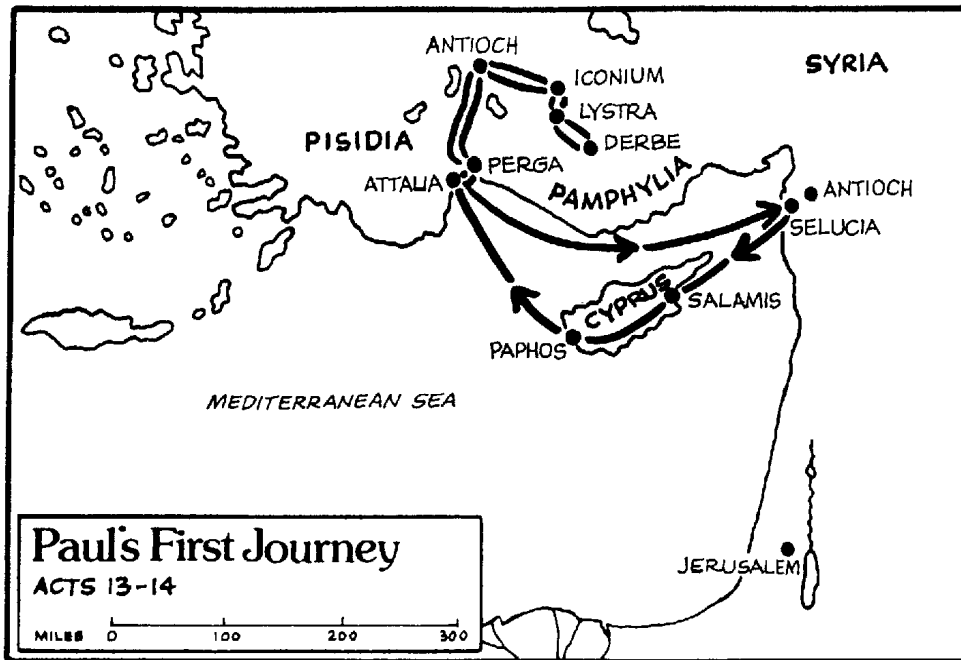 ANTIOCH
SYRIA
ICONIUM
LYSTRA
PISIDIA
DERBE
PERGA
ATTALIA
PAMPHYLIA
ANTIOCH
SELUCIA
CYPRUS
SALAMIS
PAPHOS
MEDITERRANEAN SEA
Paul's First Journey
ACTS 13-14
JERUSALEM
MILES 0 100 200 300